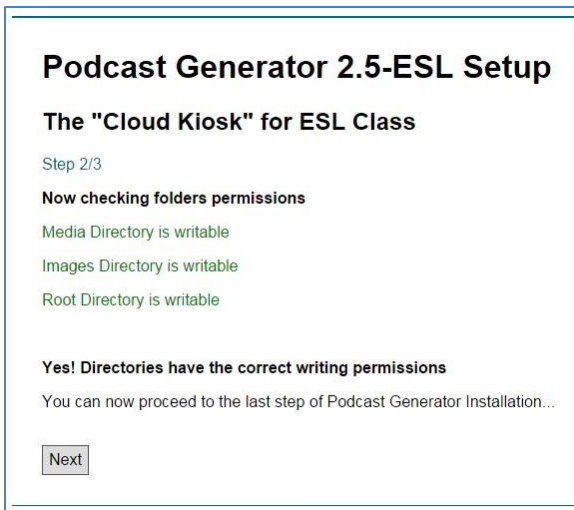 Podcast Generator 2.5-ESL Setup
The "Cloud Kiosk" for ESL Class
Step 2/3
Now checking folders permissions
Media Directory is writable
Images Directory is writable
Root Directory is writable
Yes! Directories have the correct writing permissions
You can now proceed to the last step of Podcast Generator Installation...
Next